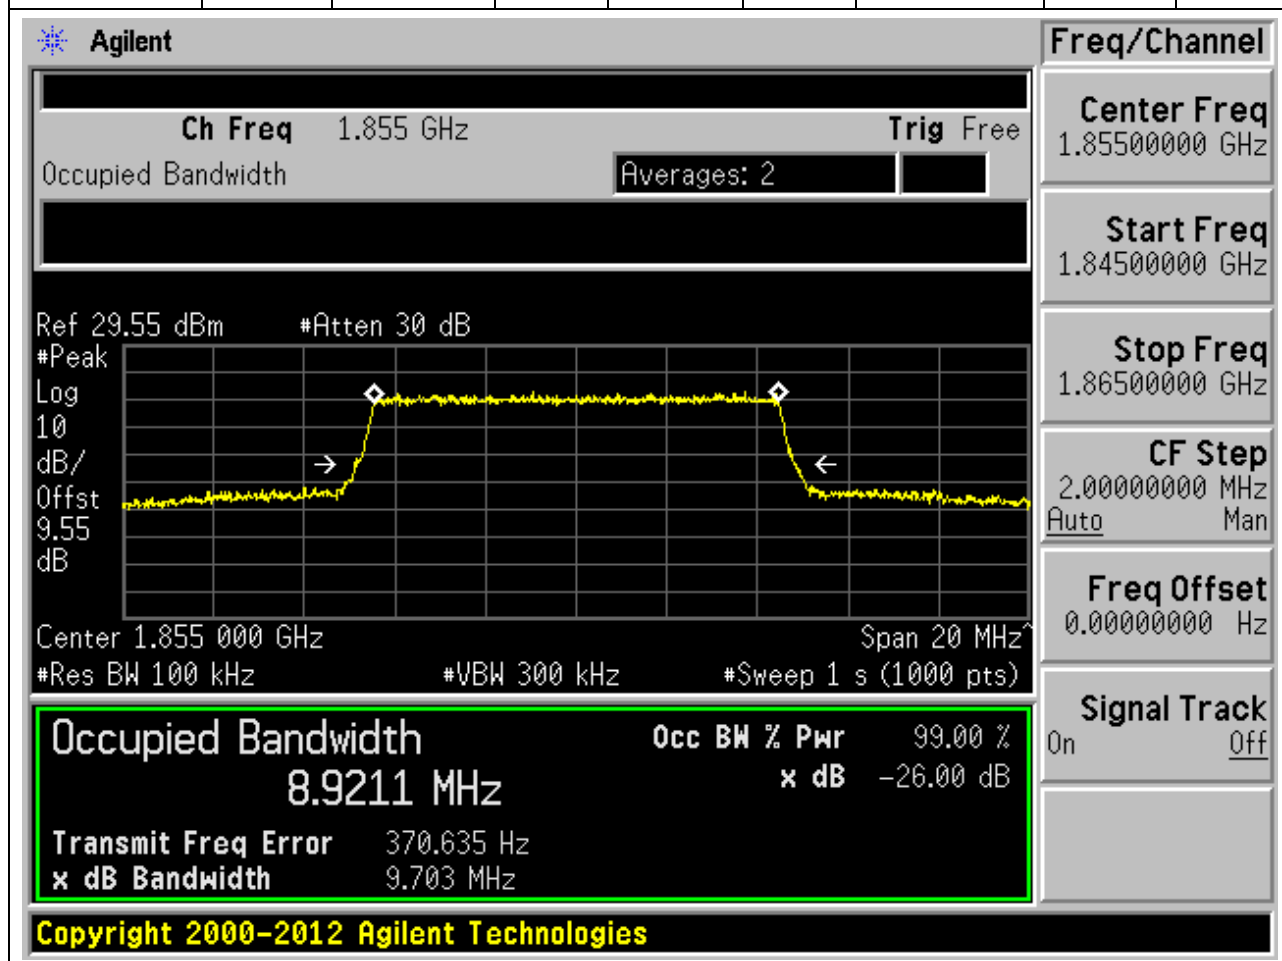 Agilent
Freq/Channel
Ch Freq 1.855 GHz Trig Free
Occupied Bandwidth Averages: 2
Center Freq
1.85500000 GHz
Start Freq
1.84500000 GHz
Stop Freq
1.86500000 GHz
CF Step
2.00000000 MHz
Auto Man
Freq Offset
0.00000000 Hz
Signal Track
On Off
Ref 29.55 dBm #Atten 30 dB
#Peak
Log
10
dB/
Offst
9.55
dB
Center 1.855 000 GHz Span 20 MHz^
#Res BW 100 kHz #VBW 300 kHz #Sweep 1 s (1000 pts)
Occupied Bandwidth Occ BW % Pwr 99.00 %
8.9211 MHz x dB -26.00 dB
Transmit Freq Error 370.635 Hz
x dB Bandwidth 9.703 MHz
Copyright 2000-2012 Agilent Technologies